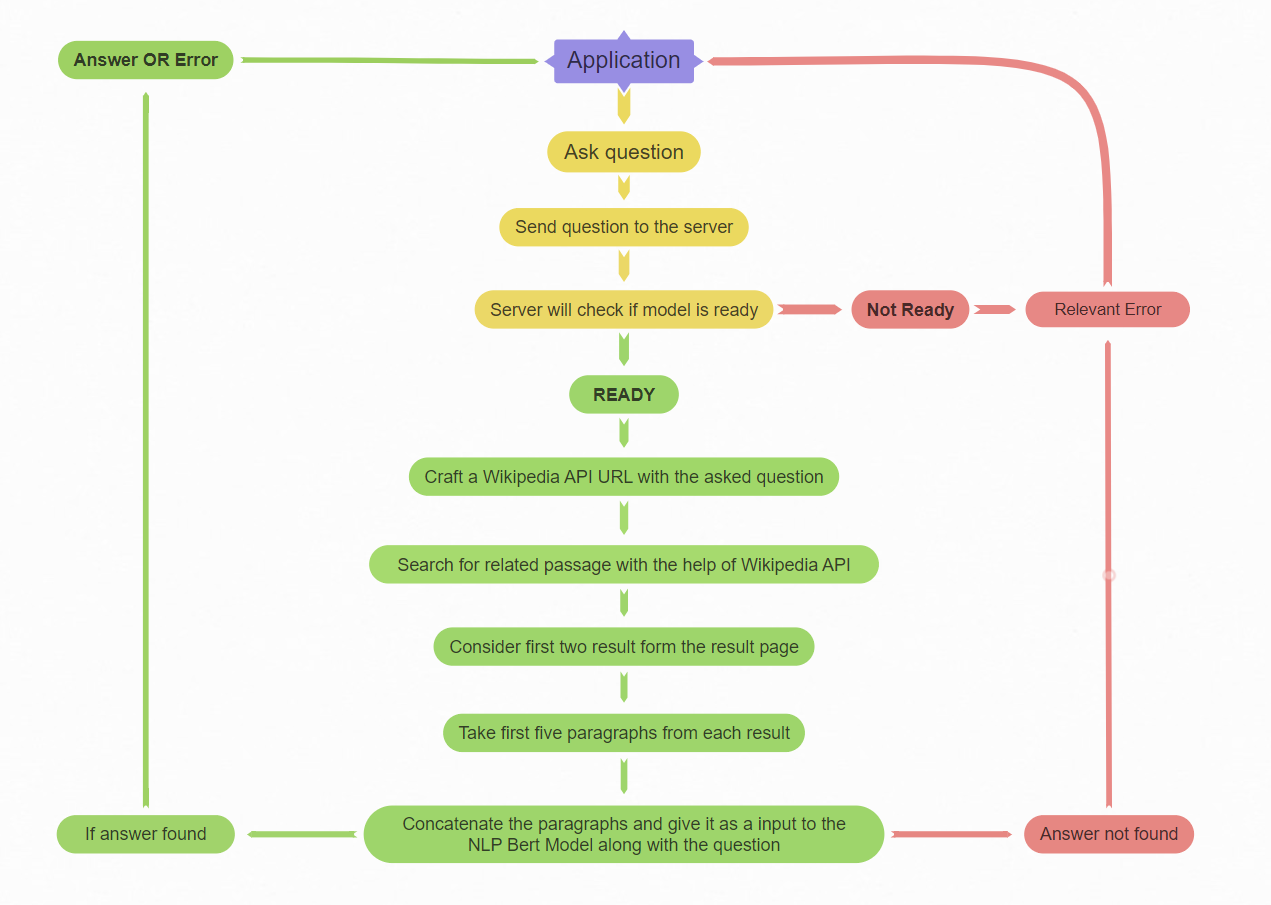 Answer OR Error
Application
Ask question
Send question to the server
Server will check if model is ready
Not Ready
Relevant Error
READY
Craft a Wikipedia API URL with the asked question
Search for related passage with the help of Wikipedia API
Consider first two result form the result page
Take first five paragraphs from each result
If answer found
Concatenate the paragraphs and give it as a input to the
NLP Bert Model along with the question
Answer not found